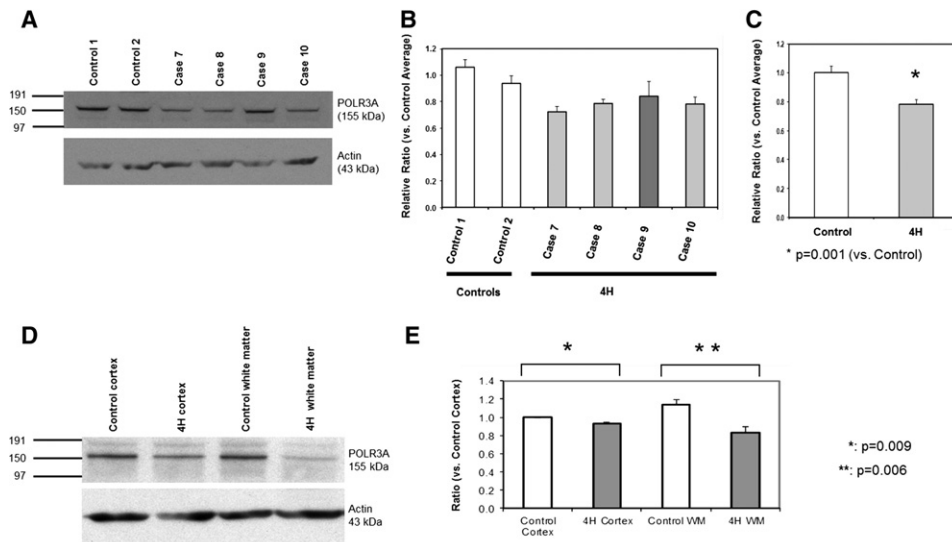 A
Control 1
Control 2
Case 7
Case 8
Case 9
Case 10
191
150
97
POLR3A
(155 kDa)
Actin
(43 kDa)
B
Relative Ratio (vs. Control Average)
1.2
1.0
0.8
0.6
0.4
0.2
0.0
Control 1
Control 2
Case 7
Case 8
Case 9
Case 10
Controls
4H
C
Relative Ratio (vs. Control Average)
1.2
1.0
0.8
0.6
0.4
0.2
0.0
*
Control
4H
* p=0.001 (vs. Control)
D
Control cortex
4H cortex
Control white matter
4H white matter
191
150
97
POLR3A
155 kDa
Actin
43 kDa
E
*
* *
Ratio (vs. Control Cortex)
1.4
1.2
1.0
0.8
0.6
0.4
0.2
0.0
Control
Cortex
4H Cortex
Control WM
4H WM
*: p=0.009
**: p=0.006